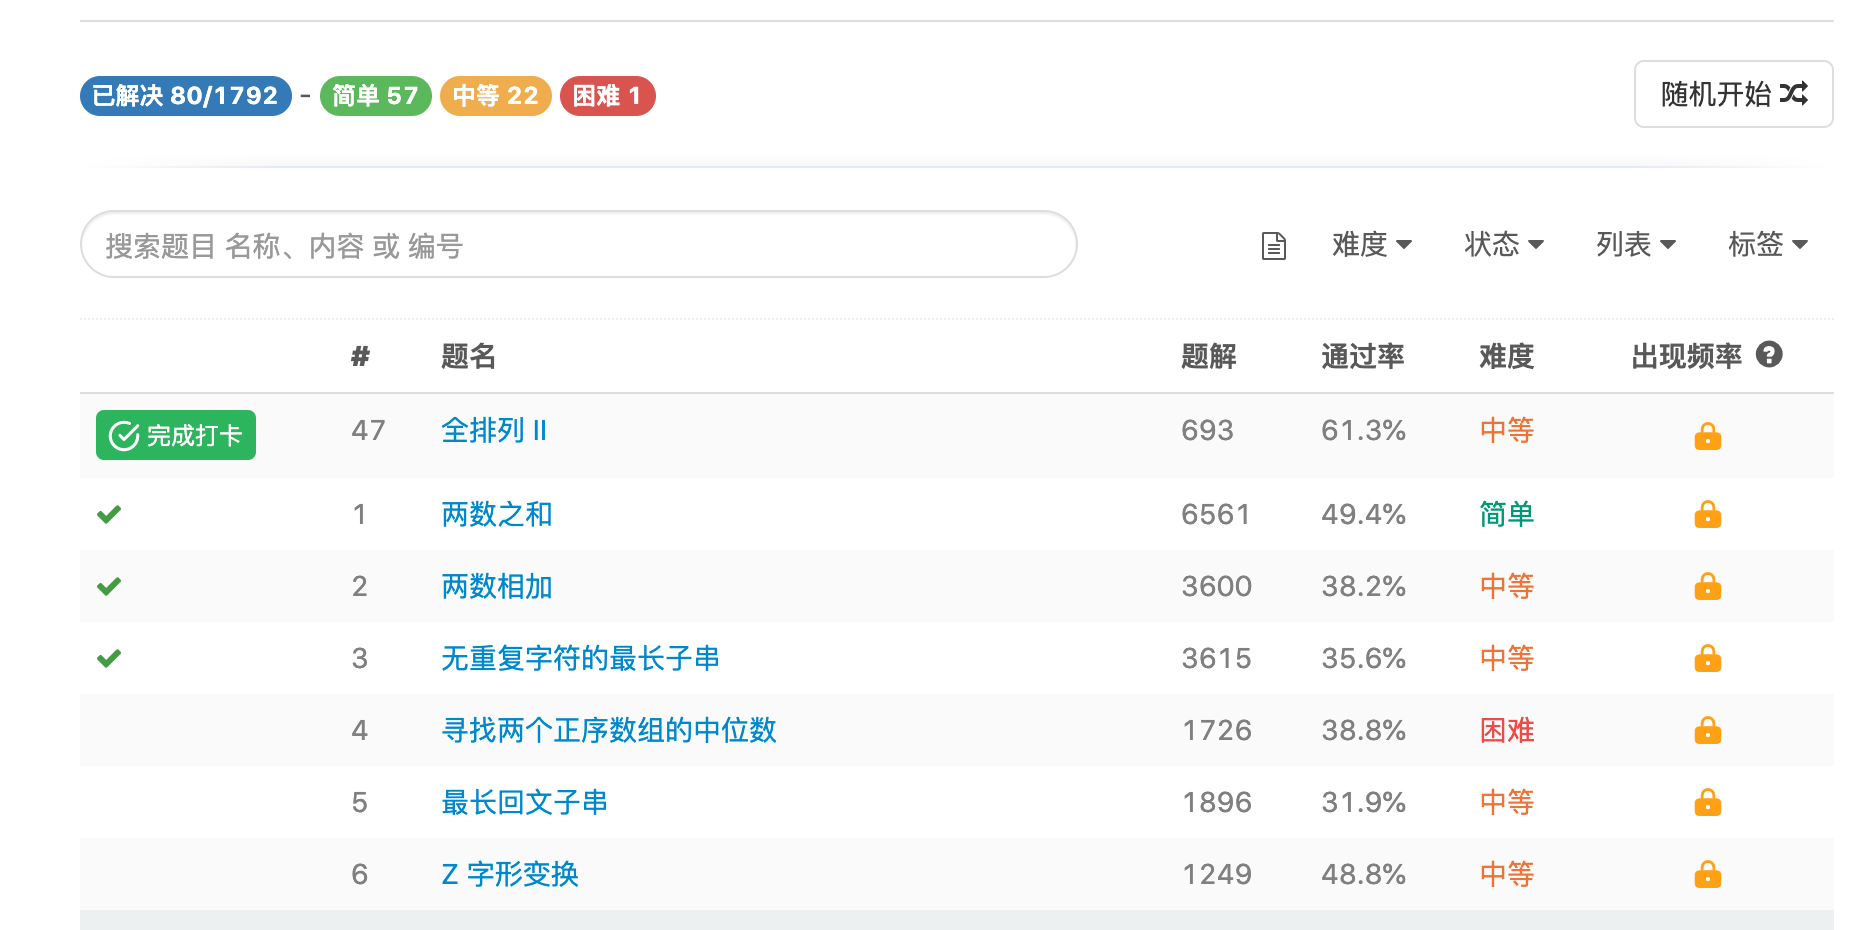 已解决 80/1792 - 简单 57 中等 22 困难 1 随机开始
搜索题目 名称、内容 或 编号 难度 状态 列表 标签
# 题名 题解 通过率 难度 出现频率
完成打卡 47 全排列 II 693 61.3% 中等
1 两数之和 6561 49.4% 简单
2 两数相加 3600 38.2% 中等
3 无重复字符的最长子串 3615 35.6% 中等
4 寻找两个正序数组的中位数 1726 38.8% 困难
5 最长回文子串 1896 31.9% 中等
6 Z 字形变换 1249 48.8% 中等